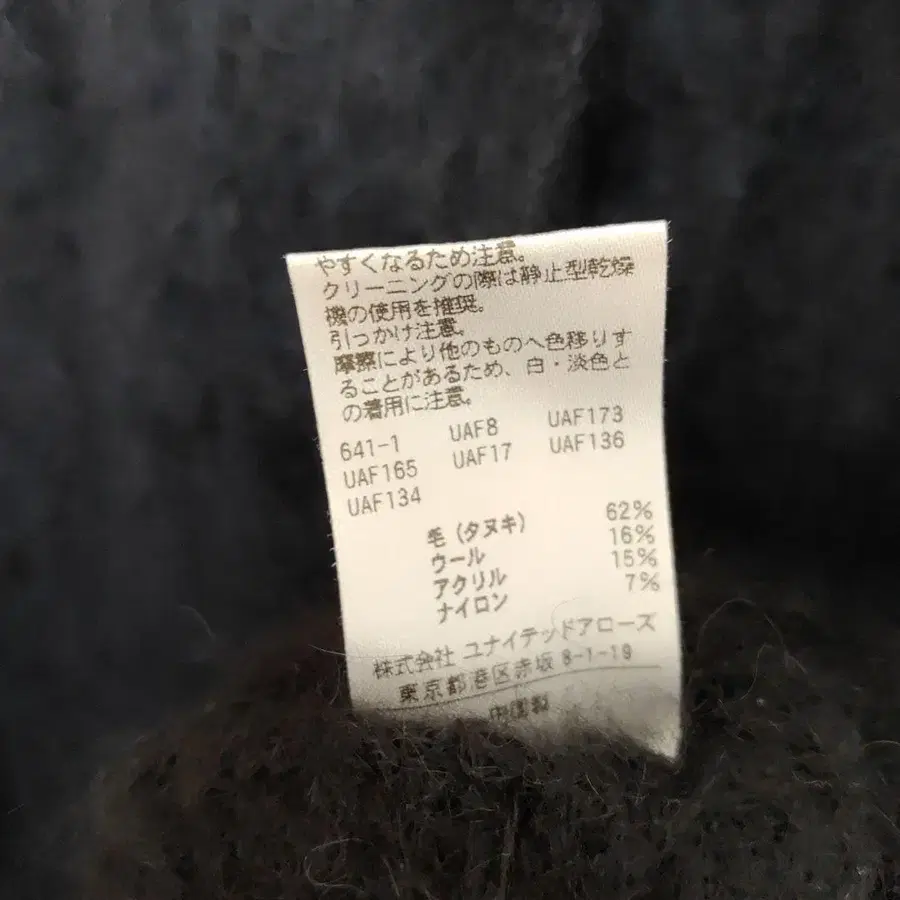 やすくなるため注意。
クリーニングの際は静止型乾燥
機の使用を推奨。
引っかけ注意。
摩擦により他のものへ色移りす
ることがあるため、白・淡色と
の着用に注意。
641-1 UAF8 UAF173
UAF165 UAF17 UAF136
UAF134
毛(タヌキ) 62%
ウール 16%
アクリル 15%
ナイロン 7%
株式会社 ユナイテッドアローズ
東京都港区赤坂 8-1-19
中国製